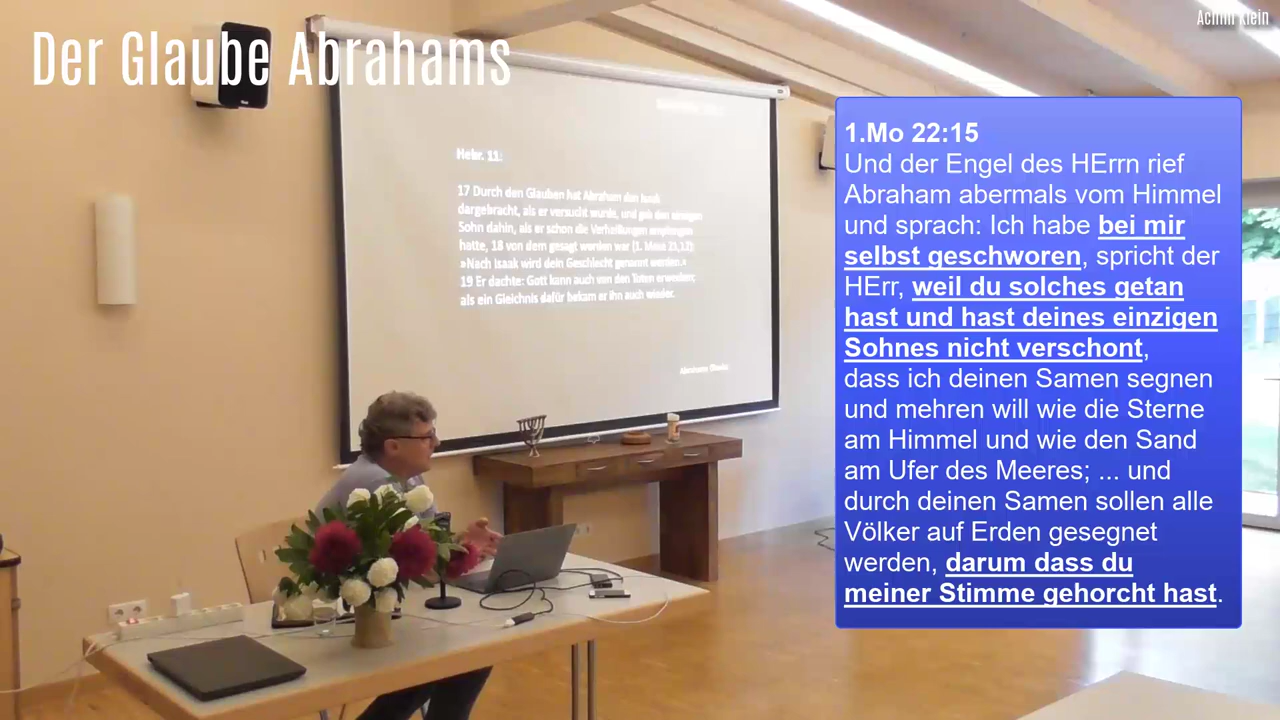 Der Glaube Abrahams
Achim Klein
Hebr. 11:
17 Durch den Glauben hat Abraham den Isaak
dargebracht, als er versucht wurde, und gab den einzigen
Sohn dahin, als er schon die Verheißungen empfangen
hatte, 18 von dem gesagt worden war (1. Mose 21,12):
»Nach Isaak wird dein Geschlecht genannt werden.«
19 Er dachte: Gott kann auch von den Toten erwecken;
als ein Gleichnis dafür bekam er ihn auch wieder.
Abrahams Glaube
1.Mo 22:15
Und der Engel des HErrn rief
Abraham abermals vom Himmel
und sprach: Ich habe bei mir
selbst geschworen, spricht der
HErr, weil du solches getan
hast und hast deines einzigen
Sohnes nicht verschont,
dass ich deinen Samen segnen
und mehren will wie die Sterne
am Himmel und wie den Sand
am Ufer des Meeres; ... und
durch deinen Samen sollen alle
Völker auf Erden gesegnet
werden, darum dass du
meiner Stimme gehorcht hast.